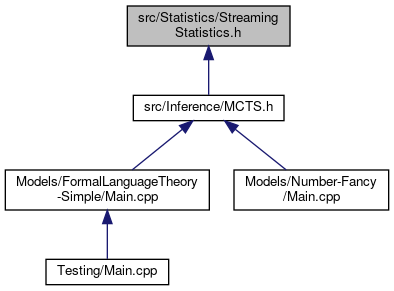 src/Statistics/Streaming
Statistics.h
src/Inference/MCTS.h
Models/FormalLanguageTheory
-Simple/Main.cpp
Models/Number-Fancy
/Main.cpp
Testing/Main.cpp